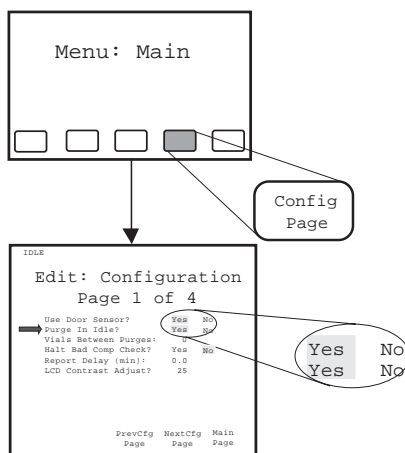 Menu: Main
Config
Page
IDLE
Edit: Configuration
Page 1 of 4
Use Door Sensor? Yes No
Purge In Idle? Yes No
Vials Between Purges: 0
Halt Bad Comp Check? Yes No
Report Delay (min): 0.0
LCD Contrast Adjust? 25
PrevCfg NextCfg Main
Page Page Page
Yes No
Yes No